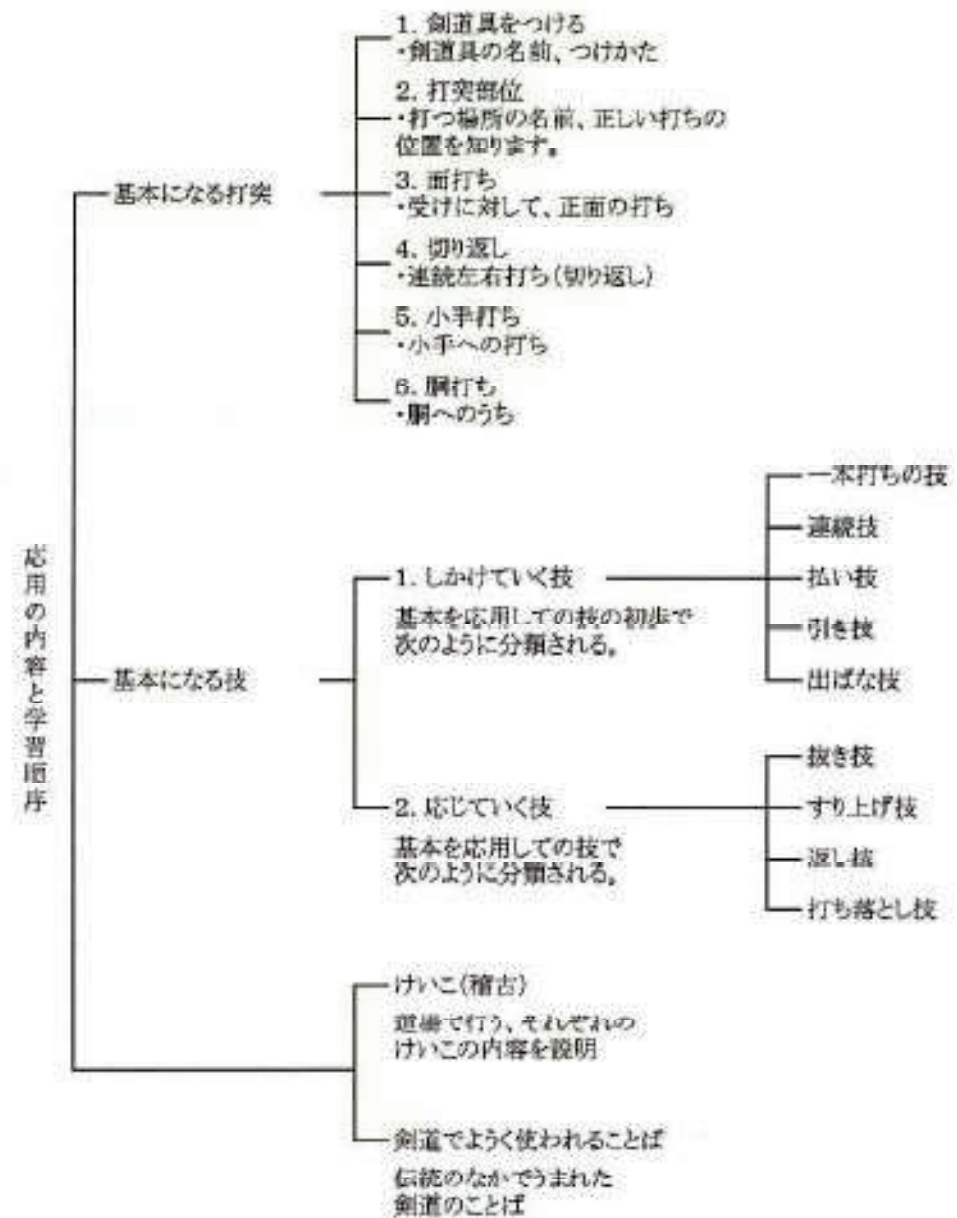 応用の内容と学習順序
基本になる打突
1. 剣道具をつける
・剣道具の名前、つけかた
2. 打突部位
・打つ場所の名前、正しい打ちの
位置を知ります。
3. 面打ち
・受けに対して、正面の打ち
4. 切り返し
・連続左右打ち(切り返し)
5. 小手打ち
・小手への打ち
6. 胴打ち
・胴へのうち
基本になる技
1. しかけていく技
基本を応用しての技の初歩で
次のように分類される。
一本打ちの技
連続技
払い技
引き技
出ばな技
2. 応じていく技
基本を応用しての技で
次のように分類される。
抜き技
すり上げ技
返し技
打ち落とし技
けいこ(稽古)
道場で行う、それぞれの
けいこの内容を説明
剣道でようく使われることば
伝統のなかでうまれた
剣道のことば